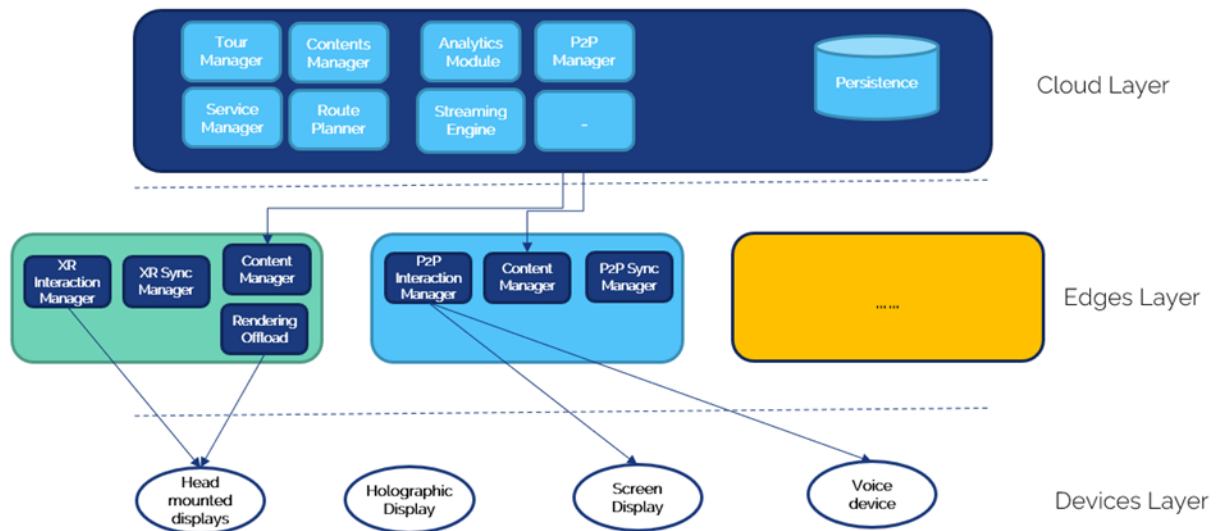 Tour
Manager
Contents
Manager
Analytics
Module
P2P
Manager
Service
Manager
Route
Planner
Streaming
Engine
-
Persistence
Cloud Layer
XR
Interaction
Manager
XR Sync
Manager
Content
Manager
Rendering
Offload
P2P
Interaction
Manager
Content
Manager
P2P Sync
Manager
... ...
Edges Layer
Head
mounted
displays
Holographic
Display
Screen
Display
Voice
device
Devices Layer